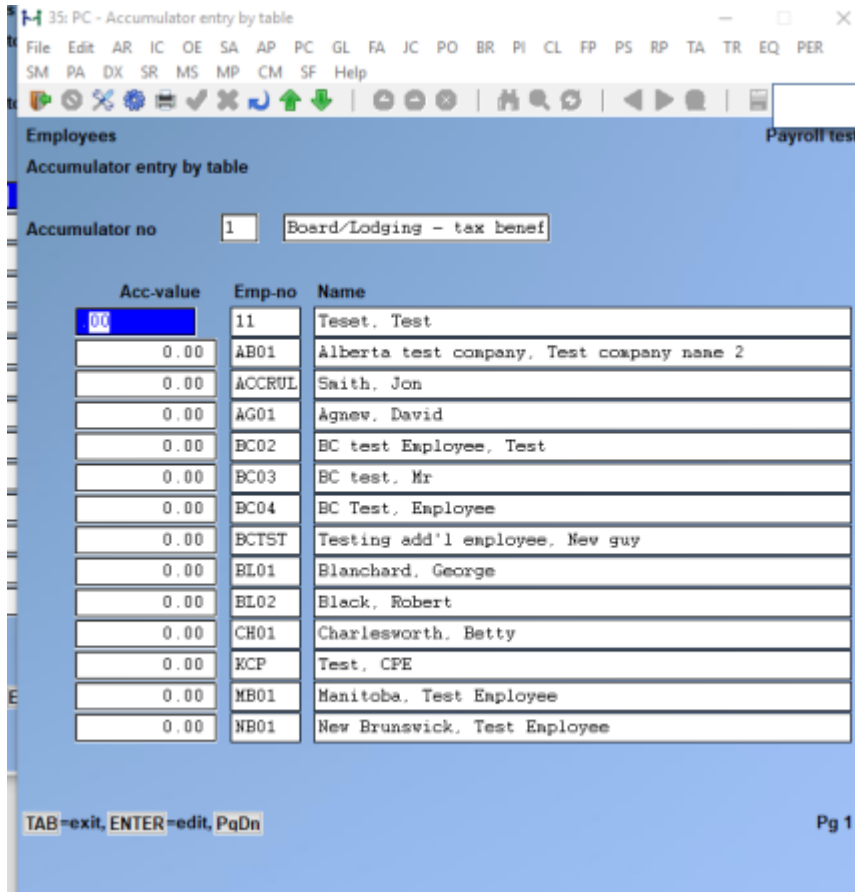 35: PC - Accumulator entry by table
File Edit AR IC OE SA AP PC GL FA JC PO BR PI CL FP PS RP TA TR EQ PER
SM PA DX SR MS MP CM SF Help
Employees Payroll test
Accumulator entry by table
Accumulator no 1 Board/Lodging - tax benef
Acc-value Emp-no Name
.00 11 Teset, Test
0.00 AB01 Alberta test company, Test company name 2
0.00 ACCRUL Smith, Jon
0.00 AG01 Agnew, David
0.00 BC02 BC test Employee, Test
0.00 BC03 BC test, Mr
0.00 BC04 BC Test, Employee
0.00 BCTST Testing add'l employee, New guy
0.00 BL01 Blanchard, George
0.00 BL02 Black, Robert
0.00 CH01 Charlesworth, Betty
0.00 KCP Test, CPE
0.00 MB01 Manitoba, Test Employee
0.00 NB01 New Brunswick, Test Employee
TAB=exit, ENTER=edit, PgDn Pg 1